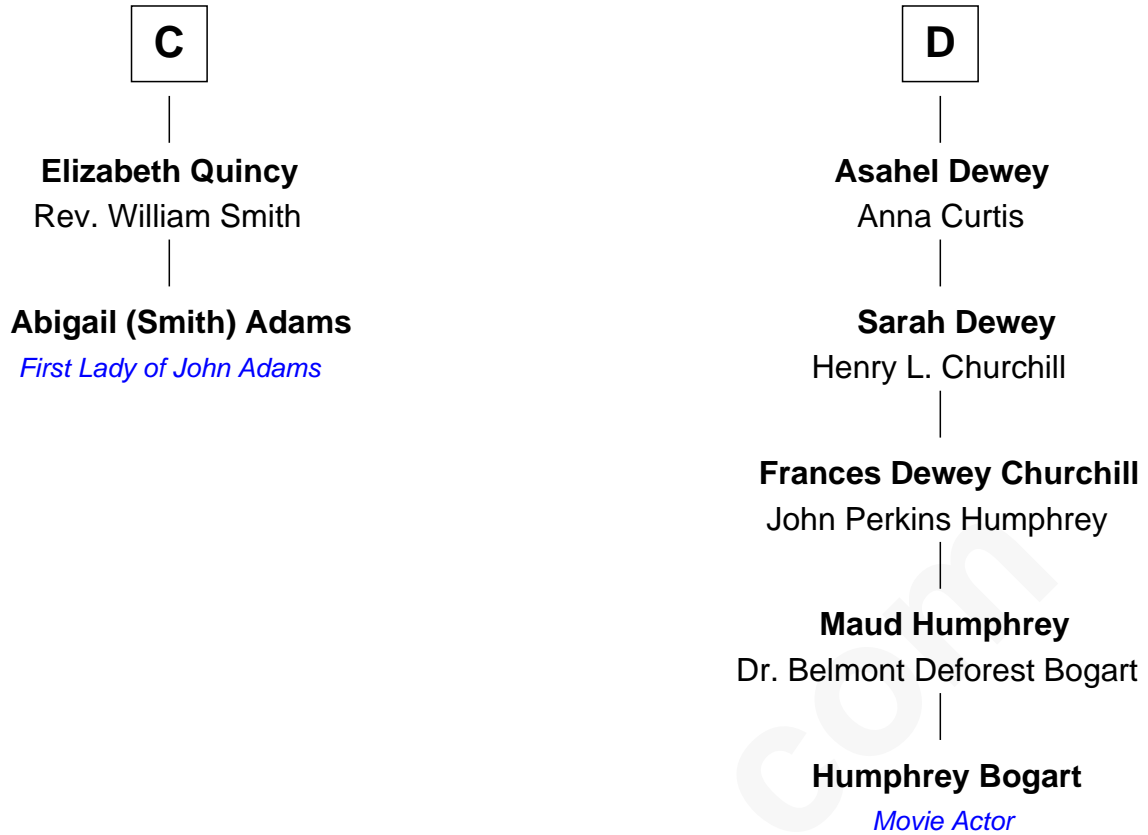 C
Elizabeth Quincy
Rev. William Smith
Abigail (Smith) Adams
First Lady of John Adams
D
Asahel Dewey
Anna Curtis
Sarah Dewey
Henry L. Churchill
Frances Dewey Churchill
John Perkins Humphrey
Maud Humphrey
Dr. Belmont Deforest Bogart
Humphrey Bogart
Movie Actor
com